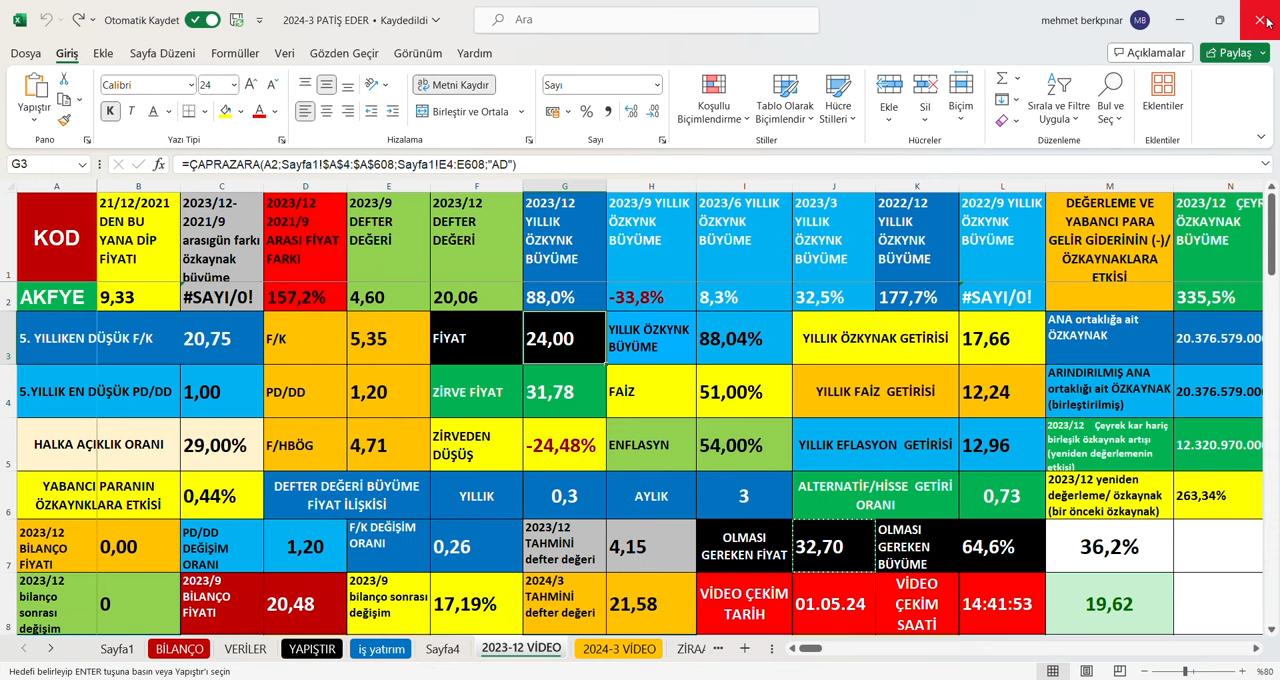 Otomatik Kaydet
2024-3 PATİŞ EDER • Kaydedildi
Ara
mehmet berkpınar
MB
Dosya Giriş Ekle Sayfa Düzeni Formüller Veri Gözden Geçir Görünüm Yardım
Açıklamalar
Paylaş
Yapıştır
Calibri
24
K T A
Metni Kaydır
Birleştir ve Ortala
Sayı
Koşullu
Biçimlendirme
Tablo Olarak
Biçimlendir
Hücre
Stilleri
Ekle
Sil
Biçim
Sırala ve Filtre
Uygula
Bul ve
Seç
Eklentiler
Pano Yazı Tipi Hizalama Sayı Stiller Hücreler Düzenleme Eklentiler
G3
fx
=ÇAPRAZARA(A2;Sayfa1!$A$4:$A$608;Sayfa1!E4:E608;"AD")
A B C D E F G H I J K L M N
1
KOD
21/12/2021
DEN BU
YANA DİP
FİYATI
2023/12-
2021/9
arasıgün farkı
özkaynak
büyüme
2023/12
2021/9
ARASI FİYAT
FARKI
2023/9
DEFTER
DEĞERİ
2023/12
DEFTER
DEĞERİ
2023/12
YILLIK
ÖZKYNK
BÜYÜME
2023/9 YILLIK
ÖZKYNK
BÜYÜME
2023/6 YILLIK
ÖZKYNK
BÜYÜME
2023/3
YILLIK
ÖZKYNK
BÜYÜME
2022/12
YILLIK
ÖZKYNK
BÜYÜME
2022/9 YILLIK
ÖZKYNK
BÜYÜME
DEĞERLEME VE
YABANCI PARA
GELİR GİDERİNİN (-)/
ÖZKAYNAKLARA
ETKİSİ
2023/12 ÇEYR
ÖZKAYNAK
BÜYÜME
2
AKFYE 9,33 #SAYI/0! 157,2% 4,60 20,06 88,0% -33,8% 8,3% 32,5% 177,7% #SAYI/0! 335,5%
3
5. YILLIKEN DÜŞÜK F/K
20,75
F/K
5,35
FİYAT
24,00
YILLIK ÖZKYNK
BÜYÜME
88,04%
YILLIK ÖZKYNAK GETİRİSİ
17,66
ANA ortaklığa ait
ÖZKAYNAK
20.376.579.00
4
5.YILLIK EN DÜŞÜK PD/DD
1,00
PD/DD
1,20
ZİRVE FİYAT
31,78
FAİZ
51,00%
YILLIK FAİZ GETİRİSİ
12,24
ARINDIRILMIŞ ANA
ortaklığı ait ÖZKAYNAK
(birleştirilmiş)
20.376.579.00
5
HALKA AÇIKLIK ORANI
29,00%
F/HBÖG
4,71
ZİRVEDEN
DÜŞÜŞ
-24,48%
ENFLASYN
54,00%
YILLIK EFLASYON GETİRİSİ
12,96
2023/12 Çeyrek kar hariç
birleşik özkaynak artışı
(yeniden değerlemenin
etkisi)
12.320.970.00
6
YABANCI PARANIN
ÖZKAYNKLARA ETKİSİ
0,44%
DEFTER DEĞERİ BÜYÜME
FİYAT İLİŞKİSİ
YILLIK
0,3
AYLIK
3
ALTERNATİF/HİSSE GETİRİ
ORANI
0,73
2023/12 yeniden
değerleme/ özkaynak
(bir önceki özkaynak)
263,34%
7
2023/12
BİLANÇO
FİYATI
0,00
PD/DD
DEĞİŞİM
ORANI
1,20
F/K DEĞİŞİM
ORANI
0,26
2023/12
TAHMİNİ
defter değeri
4,15
OLMASI
GEREKEN FİYAT
32,70
OLMASI
GEREKEN
BÜYÜME
64,6%
36,2%
8
2023/12
bilanço
sonrası
değişim
0
2023/9
BİLANÇO
FİYATI
20,48
2023/9
bilanço sonrası
değişim
17,19%
2024/3
TAHMİNİ
defter değeri
21,58
VİDEO ÇEKİM
TARİH
01.05.24
VİDEO
ÇEKİM
SAATİ
14:41:53
19,62
Sayfa1 BİLANÇO VERİLER YAPIŞTIR iş yatırım Sayfa4 2023-12 VİDEO 2024-3 VİDEO ZİRA
Hedefi belirleyip ENTER tuşuna basın veya Yapıştır'ı seçin
%80